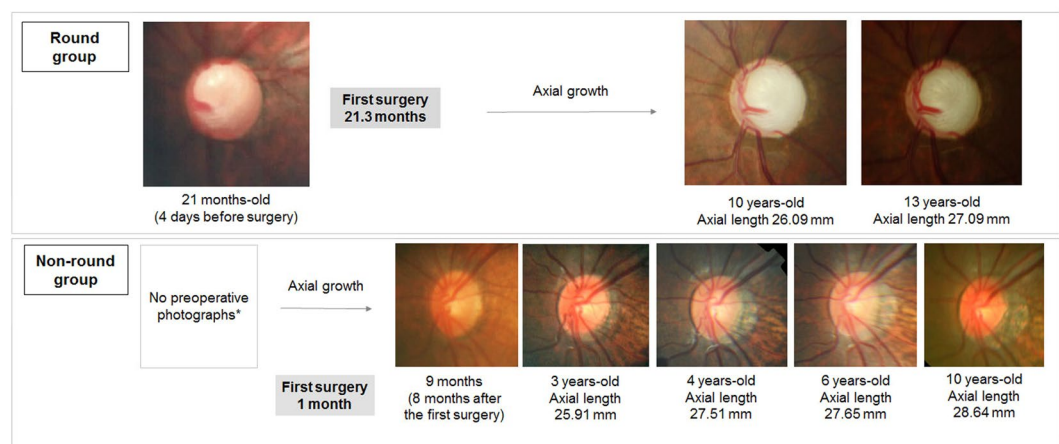 Round
group
First surgery
21.3 months
Axial growth
21 months-old
(4 days before surgery)
10 years-old
Axial length 26.09 mm
13 years-old
Axial length 27.09 mm
Non-round
group
No preoperative
photographs*
Axial growth
First surgery
1 month
9 months
(8 months after
the first surgery)
3 years-old
Axial length
25.91 mm
4 years-old
Axial length
27.51 mm
6 years-old
Axial length
27.65 mm
10 years-old
Axial length
28.64 mm